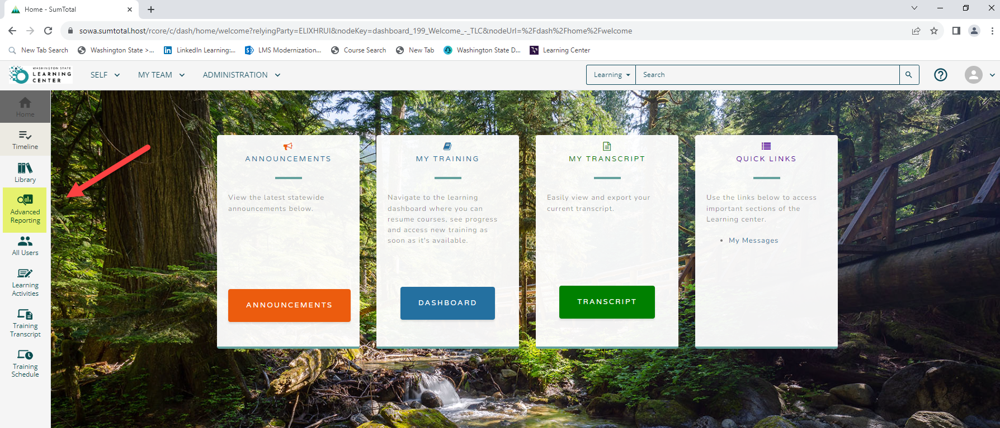 Home - SumTotal
sowa.sumtotal.host/rcore/c/dash/home/welcome?relyingParty=ELIXHRUI&nodeKey=dashboard_199_Welcome_-_TLC&nodeUrl=%2Fdash%2Fhome%2Fwelcome
New Tab Search
Washington State >...
LinkedIn Learning:...
LMS Modernization...
Course Search
New Tab
Washington State D...
Learning Center
WASHINGTON STATE
LEARNING
CENTER
SELF
MY TEAM
ADMINISTRATION
Learning
Search
Home
Timeline
Library
Advanced
Reporting
All Users
Learning
Activities
Training
Transcript
Training
Schedule
ANNOUNCEMENTS
View the latest statewide
announcements below.
ANNOUNCEMENTS
MY TRAINING
Navigate to the learning
dashboard where you can
resume courses, see progress
and access new training as
soon as it's available.
DASHBOARD
MY TRANSCRIPT
Easily view and export your
current transcript.
TRANSCRIPT
QUICK LINKS
Use the links below to access
important sections of the
Learning center.
• My Messages